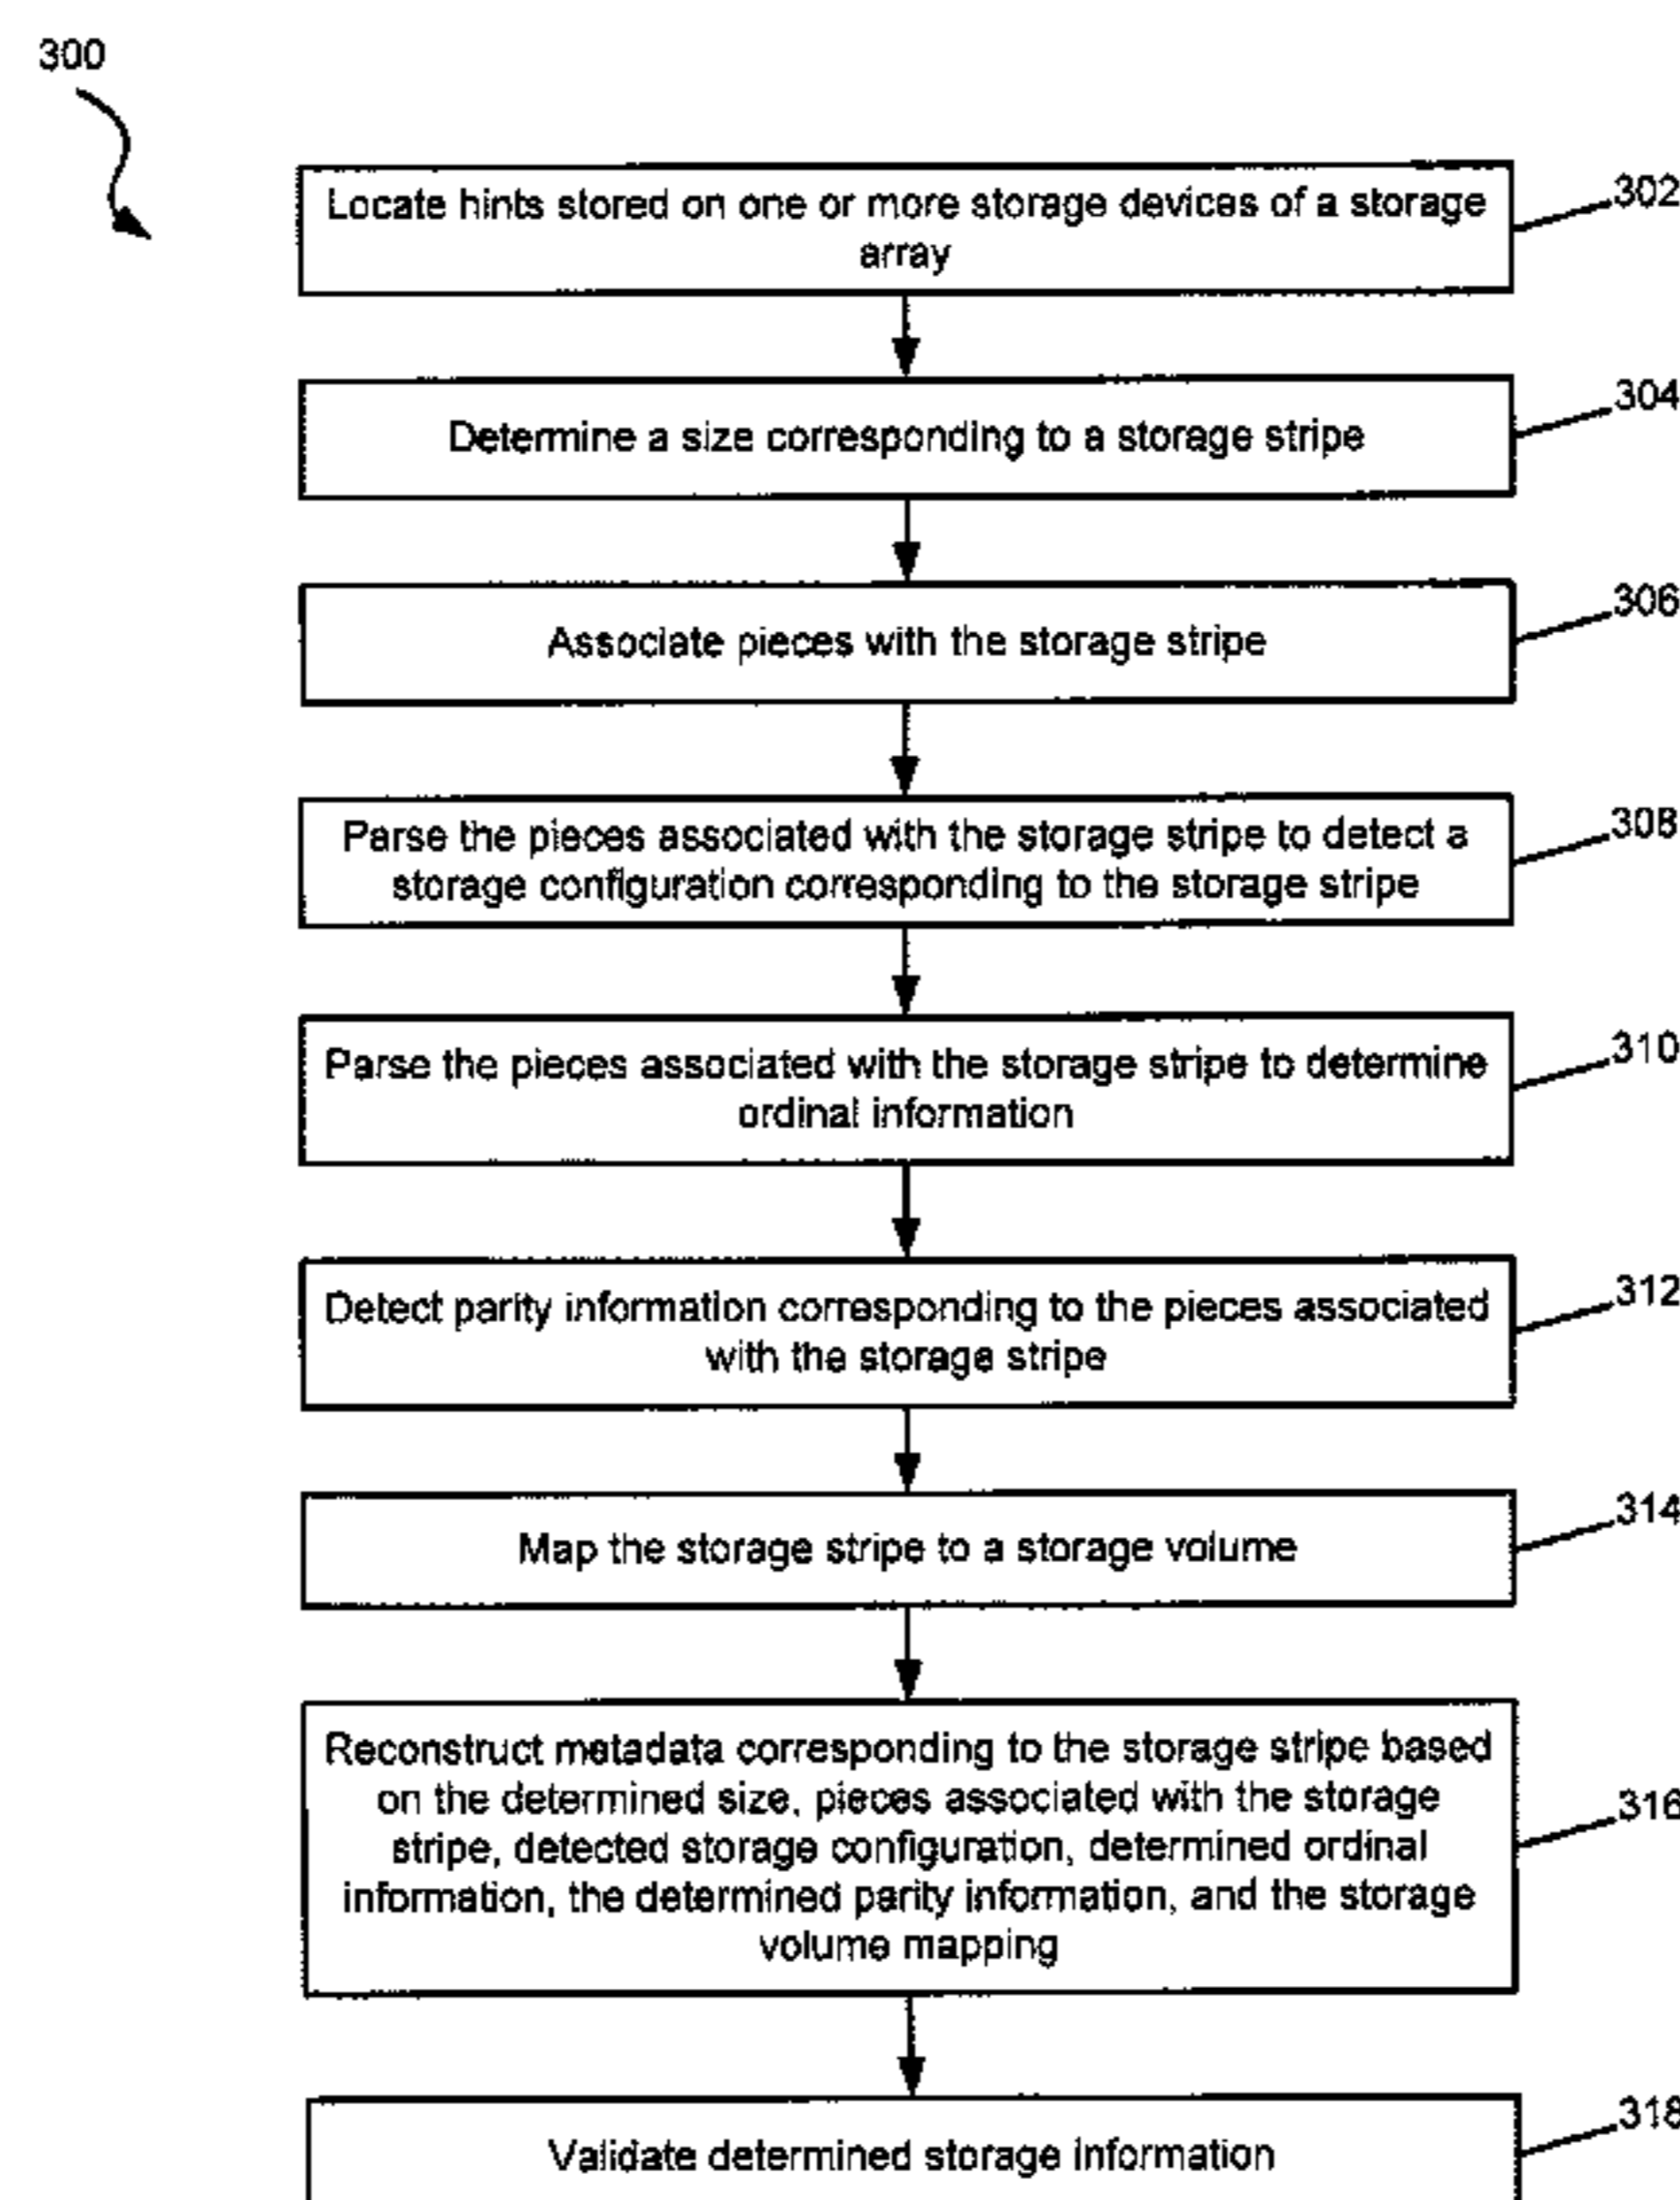 300
Locate hints stored on one or more storage devices of a storage
array
302
Determine a size corresponding to a storage stripe
304
Associate pieces with the storage stripe
306
Parse the pieces associated with the storage stripe to detect a
storage configuration corresponding to the storage stripe
308
Parse the pieces associated with the storage stripe to determine
ordinal information
310
Detect parity information corresponding to the pieces associated
with the storage stripe
312
Map the storage stripe to a storage volume
314
Reconstruct metadata corresponding to the storage stripe based
on the determined size, pieces associated with the storage
stripe, detected storage configuration, determined ordinal
information, the determined parity information, and the storage
volume mapping
316
Validate determined storage information
318